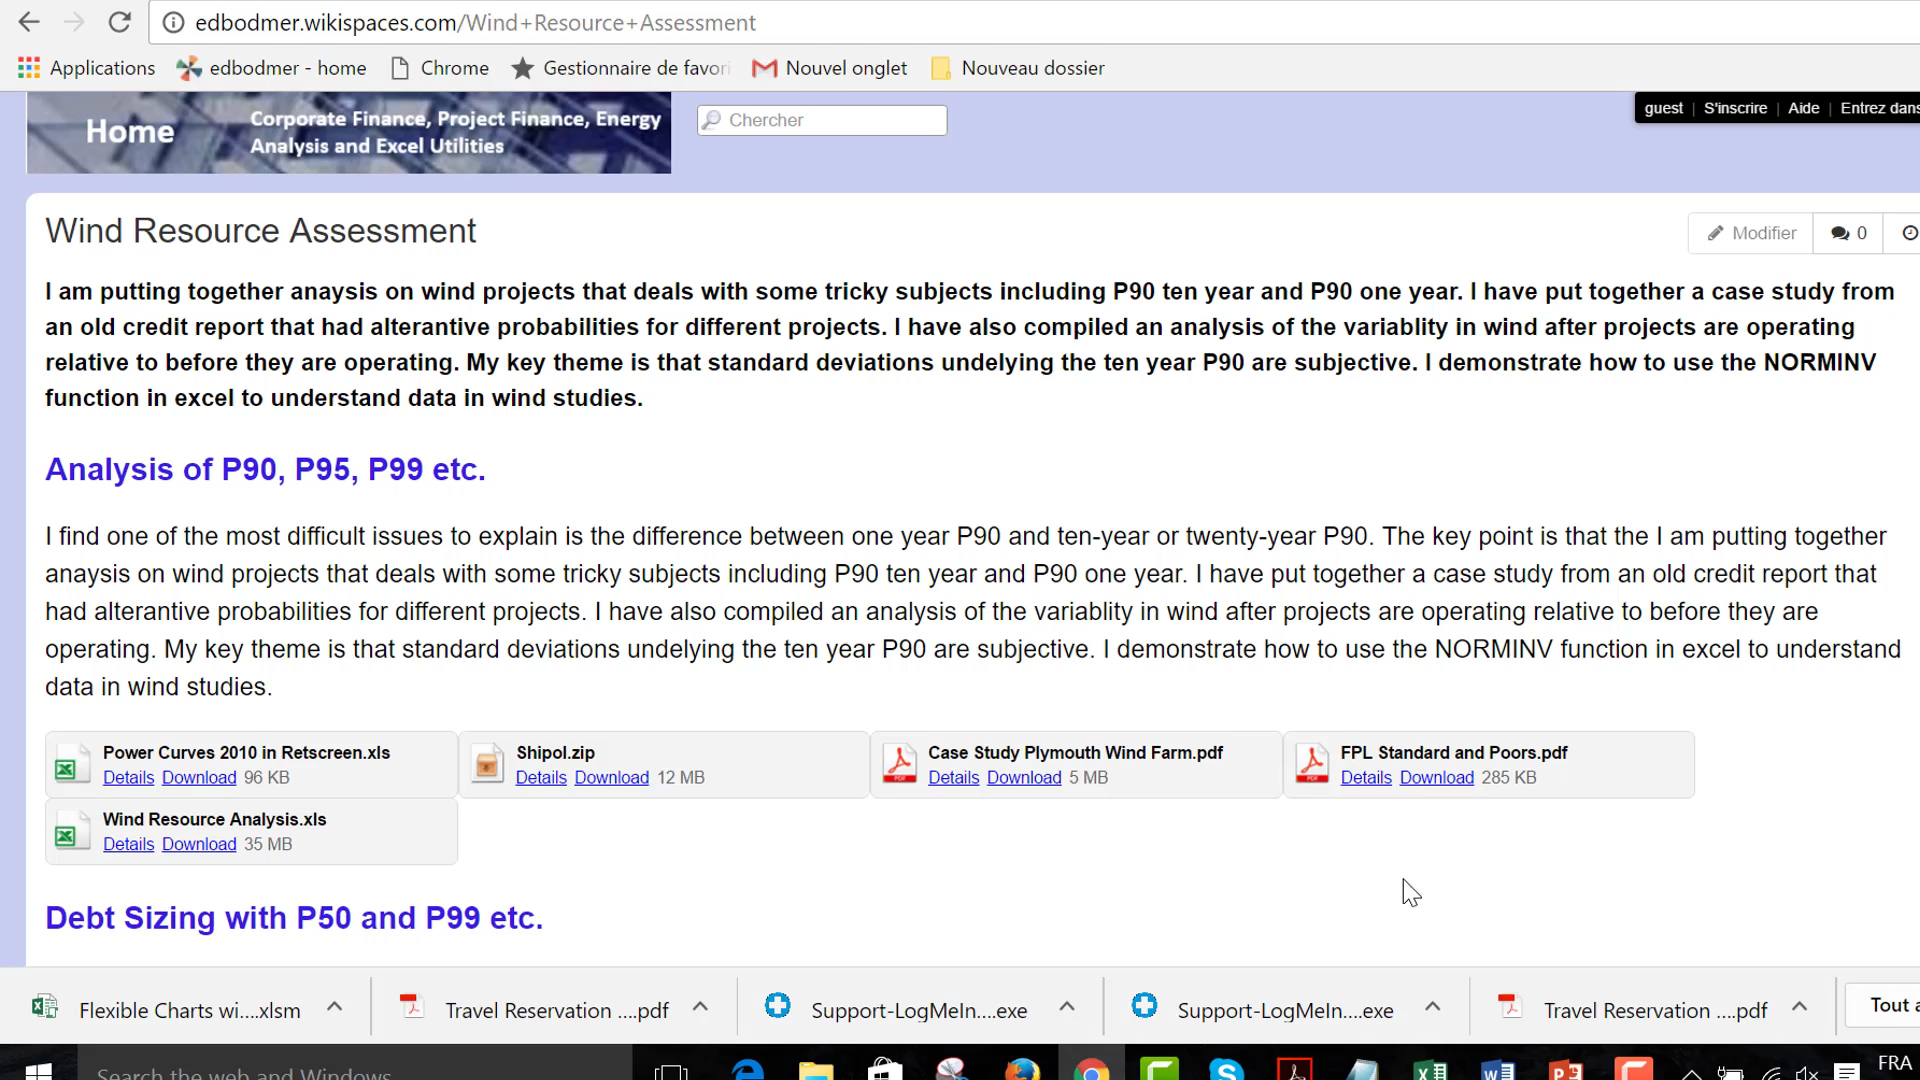 edbodmer.wikispaces.com/Wind+Resource+Assessment
Applications edbodmer - home Chrome Gestionnaire de favori Nouvel onglet Nouveau dossier
Home
Corporate Finance, Project Finance, Energy
Analysis and Excel Utilities
Chercher
guest | S'inscrire | Aide | Entrez dans
Wind Resource Assessment
Modifier 0
I am putting together anaysis on wind projects that deals with some tricky subjects including P90 ten year and P90 one year. I have put together a case study from
an old credit report that had alterantive probabilities for different projects. I have also compiled an analysis of the variablity in wind after projects are operating
relative to before they are operating. My key theme is that standard deviations undelying the ten year P90 are subjective. I demonstrate how to use the NORMINV
function in excel to understand data in wind studies.
Analysis of P90, P95, P99 etc.
I find one of the most difficult issues to explain is the difference between one year P90 and ten-year or twenty-year P90. The key point is that the I am putting together
anaysis on wind projects that deals with some tricky subjects including P90 ten year and P90 one year. I have put together a case study from an old credit report that
had alterantive probabilities for different projects. I have also compiled an analysis of the variablity in wind after projects are operating relative to before they are
operating. My key theme is that standard deviations undelying the ten year P90 are subjective. I demonstrate how to use the NORMINV function in excel to understand
data in wind studies.
Power Curves 2010 in Retscreen.xls
Details Download 96 KB
Shipol.zip
Details Download 12 MB
Case Study Plymouth Wind Farm.pdf
Details Download 5 MB
FPL Standard and Poors.pdf
Details Download 285 KB
Wind Resource Analysis.xls
Details Download 35 MB
Debt Sizing with P50 and P99 etc.
Flexible Charts wi....xlsm Travel Reservation ....pdf Support-LogMeIn....exe Support-LogMeIn....exe Travel Reservation ....pdf Tout a
Search the web and Windows FRA